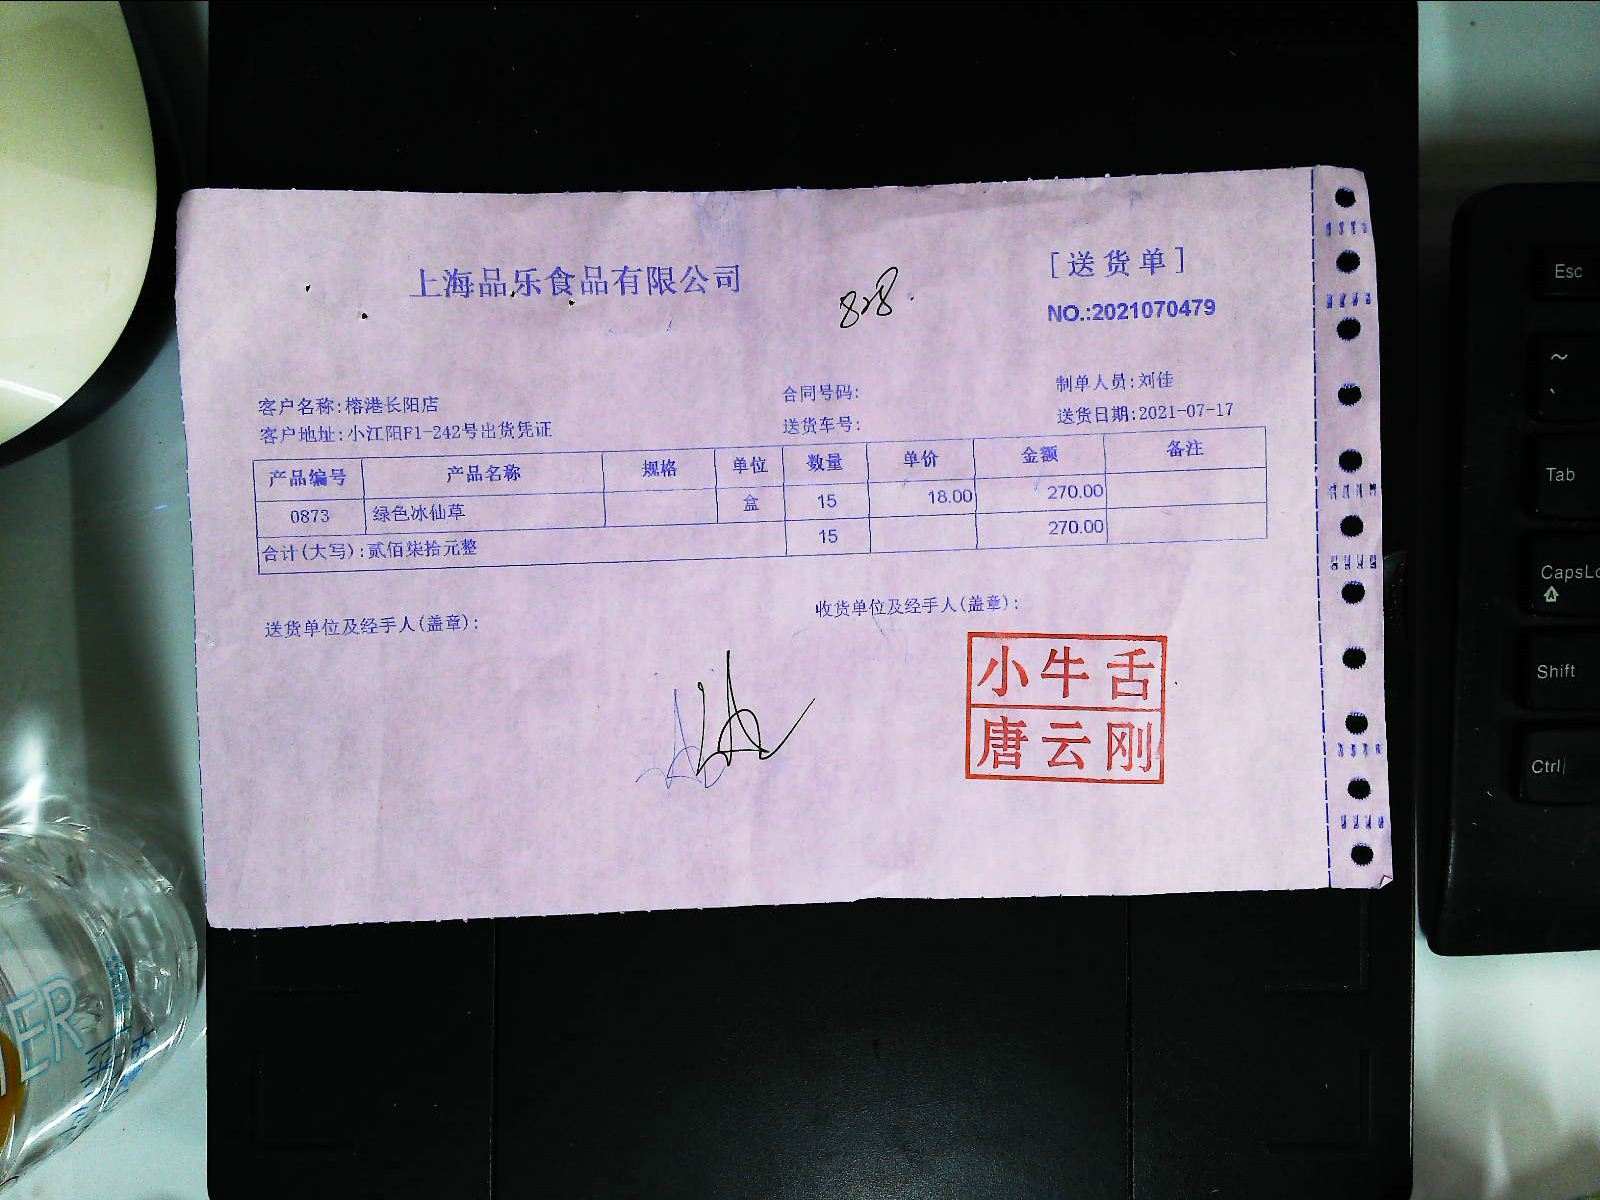 上海品乐食品有限公司
828.
[送货单]
NO.:2021070479
客户名称:榕港长阳店
合同号码:
制单人员:刘佳
客户地址:小江阳F1-242号出货凭证
送货车号:
送货日期:2021-07-17
产品编号 产品名称 规格 单位 数量 单价 金额 备注
0873 绿色冰仙草 盒 15 18.00 270.00
合计(大写):贰佰柒拾元整 15 270.00
送货单位及经手人(盖章):
收货单位及经手人(盖章):
小牛舌
唐云刚
Esc
~
`
Tab
CapsLo
Shift
Ctrl